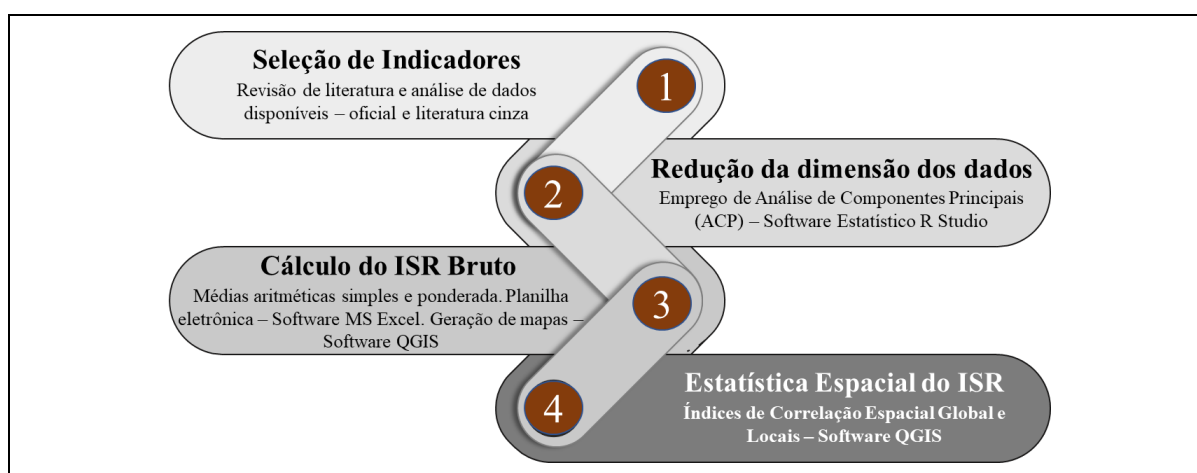 Seleção de Indicadores
Revisão de literatura e análise de dados
disponíveis – oficial e literatura cinza
1
Redução da dimensão dos dados
Emprego de Análise de Componentes Principais
(ACP) – Software Estatístico R Studio
2
Cálculo do ISR Bruto
Médias aritméticas simples e ponderada. Planilha
eletrônica – Software MS Excel. Geração de mapas –
Software QGIS
3
Estatística Espacial do ISR
Índices de Correlação Espacial Global e
Locais – Software QGIS
4